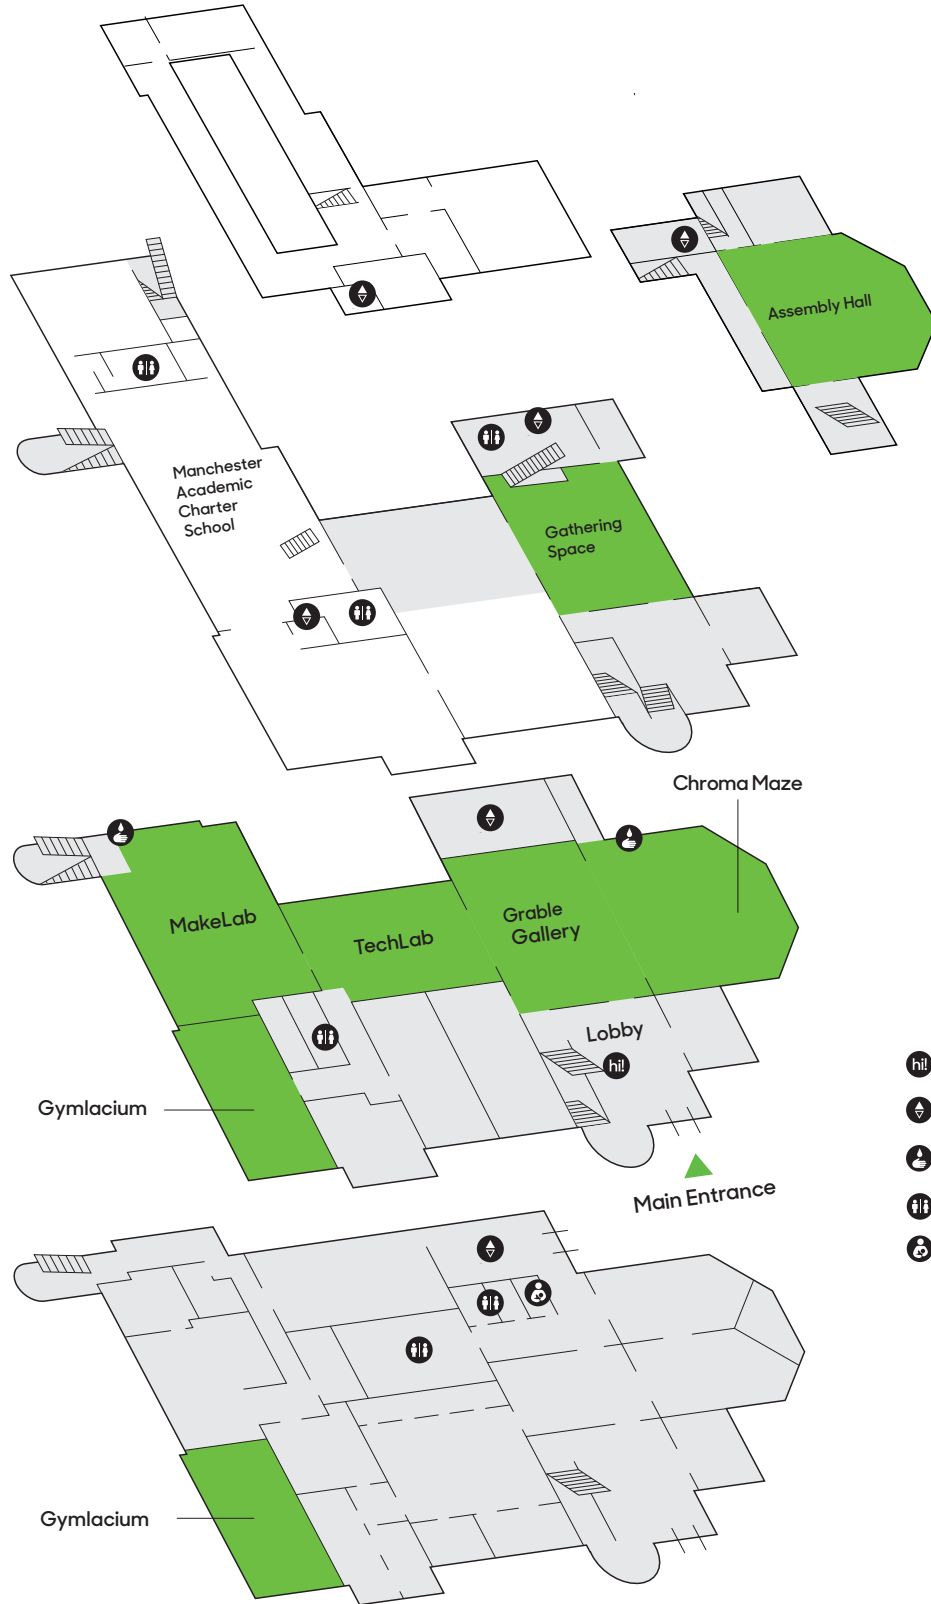 Assembly Hall
Manchester
Academic
Charter
School
Gathering
Space
Chroma Maze
MakeLab
TechLab
Grable
Gallery
Lobby
hi!
hi!
Gymlacium
Main Entrance
Gymlacium